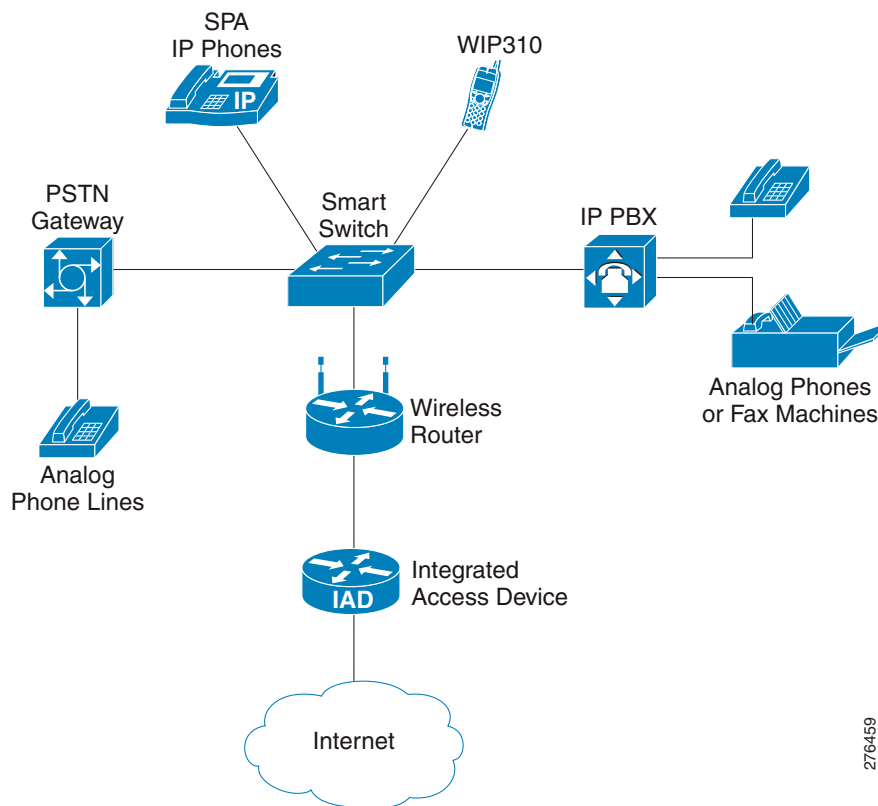 SPA
IP Phones
WIP310
IP
PSTN
Gateway
Smart
Switch
IP PBX
Wireless
Router
Analog Phones
or Fax Machines
Analog
Phone Lines
IAD
Integrated
Access Device
Internet
276459